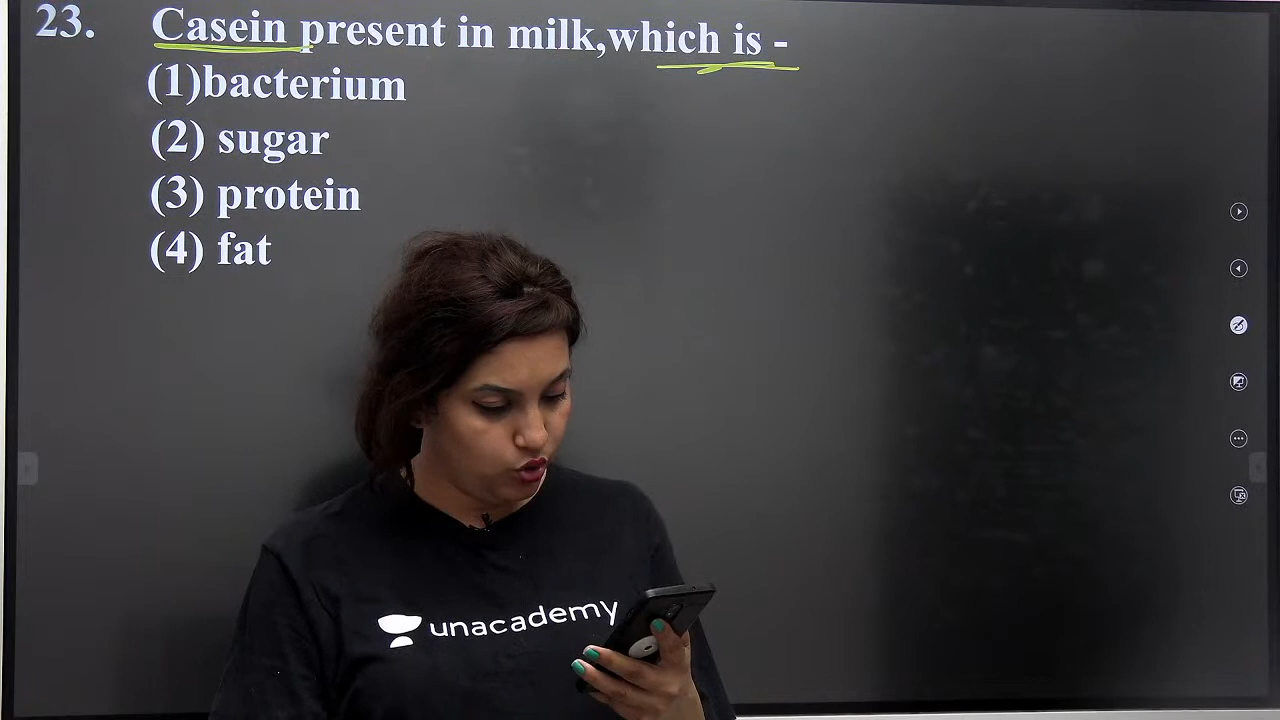 23. Casein present in milk,which is -
(1)bacterium
(2) sugar
(3) protein
(4) fat
unacademy